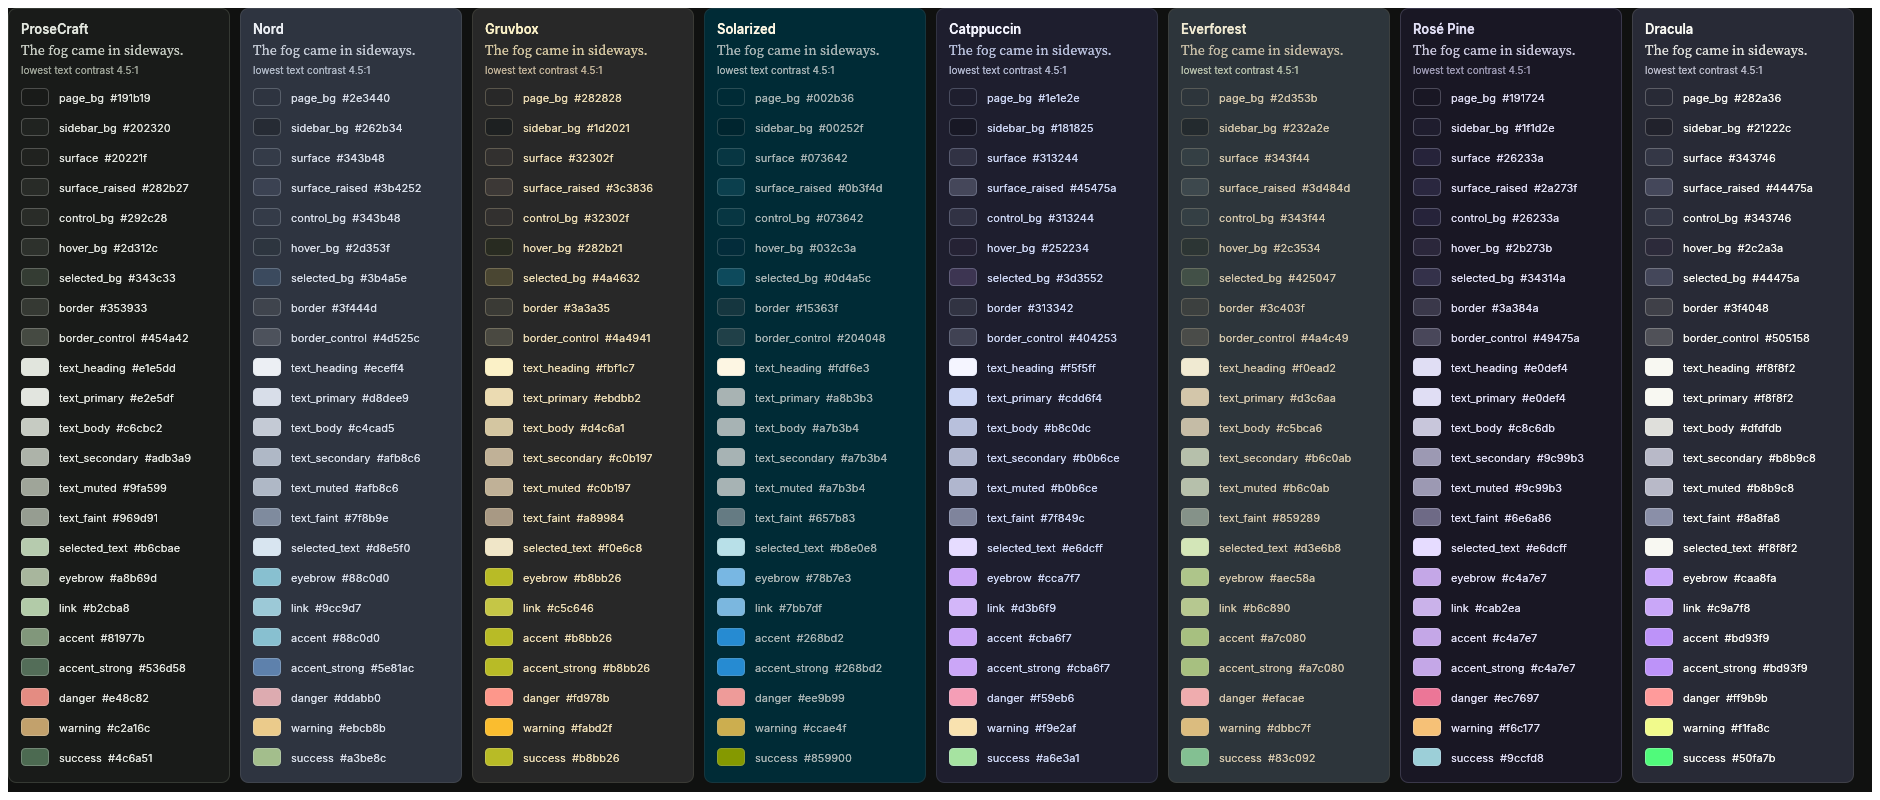 ProseCraft
The fog came in sideways.
lowest text contrast 4.5:1
page_bg #191b19
sidebar_bg #202320
surface #20221f
surface_raised #282b27
control_bg #292c28
hover_bg #2d312c
selected_bg #343c33
border #353933
border_control #454a42
text_heading #e1e5dd
text_primary #e2e5df
text_body #c6cbc2
text_secondary #adb3a9
text_muted #9fa599
text_faint #969d91
selected_text #b6cbae
eyebrow #a8b69d
link #b2cba8
accent #81977b
accent_strong #536d58
danger #e48c82
warning #c2a16c
success #4c6a51
Nord
The fog came in sideways.
lowest text contrast 4.5:1
page_bg #2e3440
sidebar_bg #262b34
surface #343b48
surface_raised #3b4252
control_bg #343b48
hover_bg #2d353f
selected_bg #3b4a5e
border #3f444d
border_control #4d525c
text_heading #eceff4
text_primary #d8dee9
text_body #c4cad5
text_secondary #afb8c6
text_muted #afb8c6
text_faint #7f8b9e
selected_text #d8e5f0
eyebrow #88c0d0
link #9cc9d7
accent #88c0d0
accent_strong #5e81ac
danger #ddabb0
warning #ebcb8b
success #a3be8c
Gruvbox
The fog came in sideways.
lowest text contrast 4.5:1
page_bg #282828
sidebar_bg #1d2021
surface #32302f
surface_raised #3c3836
control_bg #32302f
hover_bg #282b21
selected_bg #4a4632
border #3a3a35
border_control #4a4941
text_heading #fbf1c7
text_primary #ebdbb2
text_body #d4c6a1
text_secondary #c0b197
text_muted #c0b197
text_faint #a89984
selected_text #f0e6c8
eyebrow #b8bb26
link #c5c646
accent #b8bb26
accent_strong #b8bb26
danger #fd978b
warning #fabd2f
success #b8bb26
Solarized
The fog came in sideways.
lowest text contrast 4.5:1
page_bg #002b36
sidebar_bg #00252f
surface #073642
surface_raised #0b3f4d
control_bg #073642
hover_bg #032c3a
selected_bg #0d4a5c
border #15363f
border_control #204048
text_heading #fdf6e3
text_primary #a8b3b3
text_body #a7b3b4
text_secondary #a7b3b4
text_muted #a7b3b4
text_faint #657b83
selected_text #b8e0e8
eyebrow #78b7e3
link #7bb7df
accent #268bd2
accent_strong #268bd2
danger #ee9b99
warning #ccae4f
success #859900
Catppuccin
The fog came in sideways.
lowest text contrast 4.5:1
page_bg #1e1e2e
sidebar_bg #181825
surface #313244
surface_raised #45475a
control_bg #313244
hover_bg #252234
selected_bg #3d3552
border #313342
border_control #404253
text_heading #f5f5ff
text_primary #cdd6f4
text_body #b8c0dc
text_secondary #b0b6ce
text_muted #b0b6ce
text_faint #7f849c
selected_text #e6dcff
eyebrow #cca7f7
link #d3b6f9
accent #cba6f7
accent_strong #cba6f7
danger #f59eb6
warning #f9e2af
success #a6e3a1
Everforest
The fog came in sideways.
lowest text contrast 4.5:1
page_bg #2d353b
sidebar_bg #232a2e
surface #343f44
surface_raised #3d484d
control_bg #343f44
hover_bg #2c3534
selected_bg #425047
border #3c403f
border_control #4a4c49
text_heading #f0ead2
text_primary #d3c6aa
text_body #c5bca6
text_secondary #b6c0ab
text_muted #b6c0ab
text_faint #859289
selected_text #d3e6b8
eyebrow #aec58a
link #b6c890
accent #a7c080
accent_strong #a7c080
danger #efacae
warning #dbbc7f
success #83c092
Rosé Pine
The fog came in sideways.
lowest text contrast 4.5:1
page_bg #191724
sidebar_bg #1f1d2e
surface #26233a
surface_raised #2a273f
control_bg #26233a
hover_bg #2b273b
selected_bg #34314a
border #3a384a
border_control #49475a
text_heading #e0def4
text_primary #e0def4
text_body #c8c6db
text_secondary #9c99b3
text_muted #9c99b3
text_faint #6e6a86
selected_text #e6dcff
eyebrow #c4a7e7
link #cab2ea
accent #c4a7e7
accent_strong #c4a7e7
danger #ec7697
warning #f6c177
success #9ccfd8
Dracula
The fog came in sideways.
lowest text contrast 4.5:1
page_bg #282a36
sidebar_bg #21222c
surface #343746
surface_raised #44475a
control_bg #343746
hover_bg #2c2a3a
selected_bg #44475a
border #3f4048
border_control #505158
text_heading #f8f8f2
text_primary #f8f8f2
text_body #dfdfdb
text_secondary #b8b9c8
text_muted #b8b9c8
text_faint #8a8fa8
selected_text #f8f8f2
eyebrow #caa8fa
link #c9a7f8
accent #bd93f9
accent_strong #bd93f9
danger #ff9b9b
warning #f1fa8c
success #50fa7b